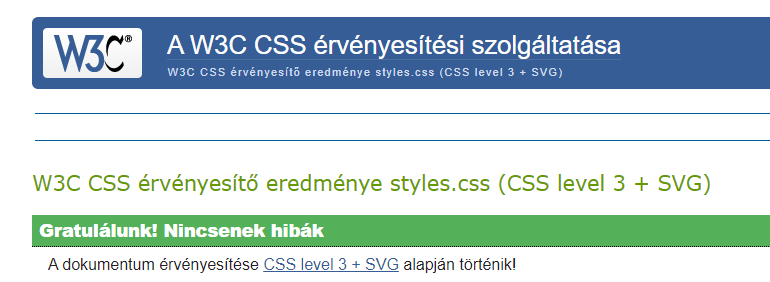 W3C®
A W3C CSS érvényesítési szolgáltatása
W3C CSS érvényesítő eredménye styles.css (CSS level 3 + SVG)
W3C CSS érvényesítő eredménye styles.css (CSS level 3 + SVG)
Gratulálunk! Nincsenek hibák
A dokumentum érvényesítése CSS level 3 + SVG alapján történik!